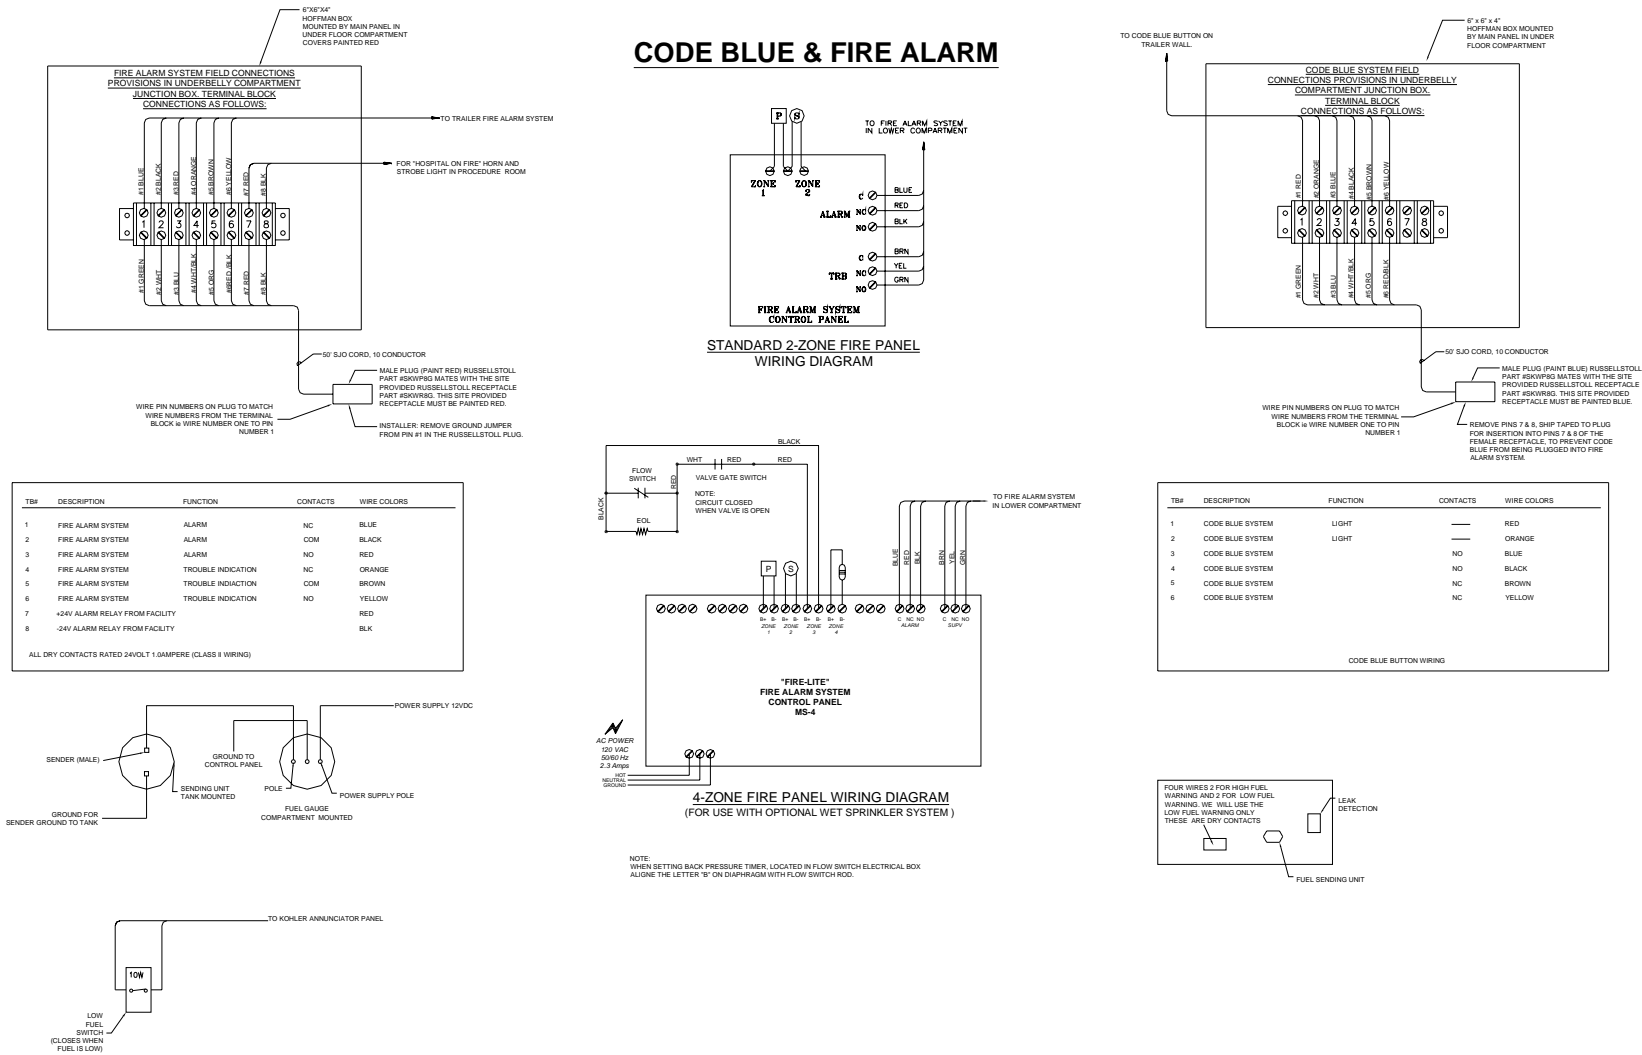 6"X6"X4"
HOFFMAN BOX
MOUNTED BY MAIN PANEL IN
UNDER FLOOR COMPARTMENT
COVERS PAINTED RED
FIRE ALARM SYSTEM FIELD CONNECTIONS
PROVISIONS IN UNDERBELLY COMPARTMENT
JUNCTION BOX. TERMINAL BLOCK
CONNECTIONS AS FOLLOWS:
TO TRAILER FIRE ALARM SYSTEM
FOR "HOSPITAL ON FIRE" HORN AND
STROBE LIGHT IN PROCEDURE ROOM
#1 BLUE
#2 BLACK
#3 RED
#4 ORANGE
#5 BROWN
#6 YELLOW
#7 RED
#8 BLK
1 2 3 4 5 6 7 8
#1 GREEN
#2 WHT
#3 BLU
#4 WHT/BLK
#5 ORG
#6RED /BLK
#7 RED
#8 BLK
50' SJO CORD, 10 CONDUCTOR
MALE PLUG (PAINT RED) RUSSELLSTOLL
PART #SKWP8G MATES WITH THE SITE
PROVIDED RUSSELLSTOLL RECEPTACLE
PART #SKWR8G. THIS SITE PROVIDED
RECEPTACLE MUST BE PAINTED RED.
WIRE PIN NUMBERS ON PLUG TO MATCH
WIRE NUMBERS FROM THE TERMINAL
BLOCK ie WIRE NUMBER ONE TO PIN
NUMBER 1
INSTALLER: REMOVE GROUND JUMPER
FROM PIN #1 IN THE RUSSELLSTOLL PLUG.
CODE BLUE & FIRE ALARM
P S
TO FIRE ALARM SYSTEM
IN LOWER COMPARTMENT
ZONE 1
ZONE 2
ALARM
C BLUE
NC RED
NO BLK
TRB
C BRN
NC YEL
NO GRN
FIRE ALARM SYSTEM
CONTROL PANEL
STANDARD 2-ZONE FIRE PANEL
WIRING DIAGRAM
TO CODE BLUE BUTTON ON
TRAILER WALL.
6" x 6" x 4"
HOFFMAN BOX MOUNTED
BY MAIN PANEL IN UNDER
FLOOR COMPARTMENT
CODE BLUE SYSTEM FIELD
CONNECTIONS PROVISIONS IN UNDERBELLY
COMPARTMENT JUNCTION BOX.
TERMINAL BLOCK
CONNECTIONS AS FOLLOWS:
#1 RED
#2 ORANGE
#3 BLUE
#4 BLACK
#5 BROWN
#6 YELLOW
1 2 3 4 5 6 7 8
#1 GREEN
#2 WHT
#3 BLU
#4 WHT/BLK
#5 ORG
#6 RED/BLK
50' SJO CORD, 10 CONDUCTOR
MALE PLUG (PAINT BLUE) RUSSELLSTOLL
PART #SKWP8G MATES WITH THE SITE
PROVIDED RUSSELLSTOLL RECEPTACLE
PART #SKWR8G. THIS SITE PROVIDED
RECEPTACLE MUST BE PAINTED BLUE.
WIRE PIN NUMBERS ON PLUG TO MATCH
WIRE NUMBERS FROM THE TERMINAL
BLOCK ie WIRE NUMBER ONE TO PIN
NUMBER 1
REMOVE PINS 7 & 8, SHIP TAPED TO PLUG
FOR INSERTION INTO PINS 7 & 8 OF THE
FEMALE RECEPTACLE, TO PREVENT CODE
BLUE FROM BEING PLUGGED INTO FIRE
ALARM SYSTEM.
TB# DESCRIPTION FUNCTION CONTACTS WIRE COLORS
1 FIRE ALARM SYSTEM ALARM NC BLUE
2 FIRE ALARM SYSTEM ALARM COM BLACK
3 FIRE ALARM SYSTEM ALARM NO RED
4 FIRE ALARM SYSTEM TROUBLE INDICATION NC ORANGE
5 FIRE ALARM SYSTEM TROUBLE INDIACTION COM BROWN
6 FIRE ALARM SYSTEM TROUBLE INDICATION NO YELLOW
7 +24V ALARM RELAY FROM FACILITY RED
8 -24V ALARM RELAY FROM FACILITY BLK
ALL DRY CONTACTS RATED 24VOLT 1.0AMPERE (CLASS II WIRING)
BLACK
WHT RED RED
FLOW
SWITCH
RED
VALVE GATE SWITCH
NOTE:
CIRCUIT CLOSED
WHEN VALVE IS OPEN
BLACK
EOL
TO FIRE ALARM SYSTEM
IN LOWER COMPARTMENT
P S
BLUE
RED
BLK
BRN
YEL
GRN
B+ B- B+ B- B+ B- B+ B- C NC NO C NC NO
ZONE 1
ZONE 2
ZONE 3
ZONE 4
ALARM
SUPV
"FIRE-LITE"
FIRE ALARM SYSTEM
CONTROL PANEL
MS-4
AC POWER
120 VAC
50/60 Hz
2.3 Amps
HOT
NEUTRAL
GROUND
4-ZONE FIRE PANEL WIRING DIAGRAM
(FOR USE WITH OPTIONAL WET SPRINKLER SYSTEM )
NOTE:
WHEN SETTING BACK PRESSURE TIMER, LOCATED IN FLOW SWITCH ELECTRICAL BOX
ALIGNE THE LETTER "B" ON DIAPHRAGM WITH FLOW SWITCH ROD.
TB# DESCRIPTION FUNCTION CONTACTS WIRE COLORS
1 CODE BLUE SYSTEM LIGHT — RED
2 CODE BLUE SYSTEM LIGHT — ORANGE
3 CODE BLUE SYSTEM NO BLUE
4 CODE BLUE SYSTEM NO BLACK
5 CODE BLUE SYSTEM NC BROWN
6 CODE BLUE SYSTEM NC YELLOW
CODE BLUE BUTTON WIRING
POWER SUPPLY 12VDC
SENDER (MALE)
GROUND TO
CONTROL PANEL
SENDING UNIT
TANK MOUNTED
POLE
POWER SUPPLY POLE
FUEL GAUGE
COMPARTMENT MOUNTED
GROUND FOR
SENDER GROUND TO TANK
FOUR WIRES 2 FOR HIGH FUEL
WARNING AND 2 FOR LOW FUEL
WARNING. WE WILL USE THE
LOW FUEL WARNING ONLY
THESE ARE DRY CONTACTS
LEAK
DETECTION
FUEL SENDING UNIT
TO KOHLER ANNUNCIATOR PANEL
10W
LOW
FUEL
SWITCH
(CLOSES WHEN
FUEL IS LOW)